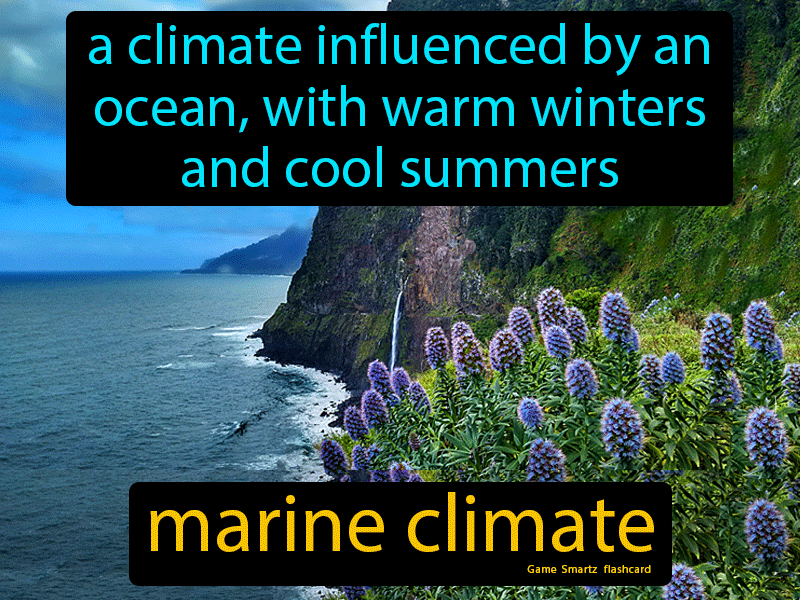 a climate influenced by an
ocean, with warm winters
and cool summers
marine climate
Game Smartz flashcard